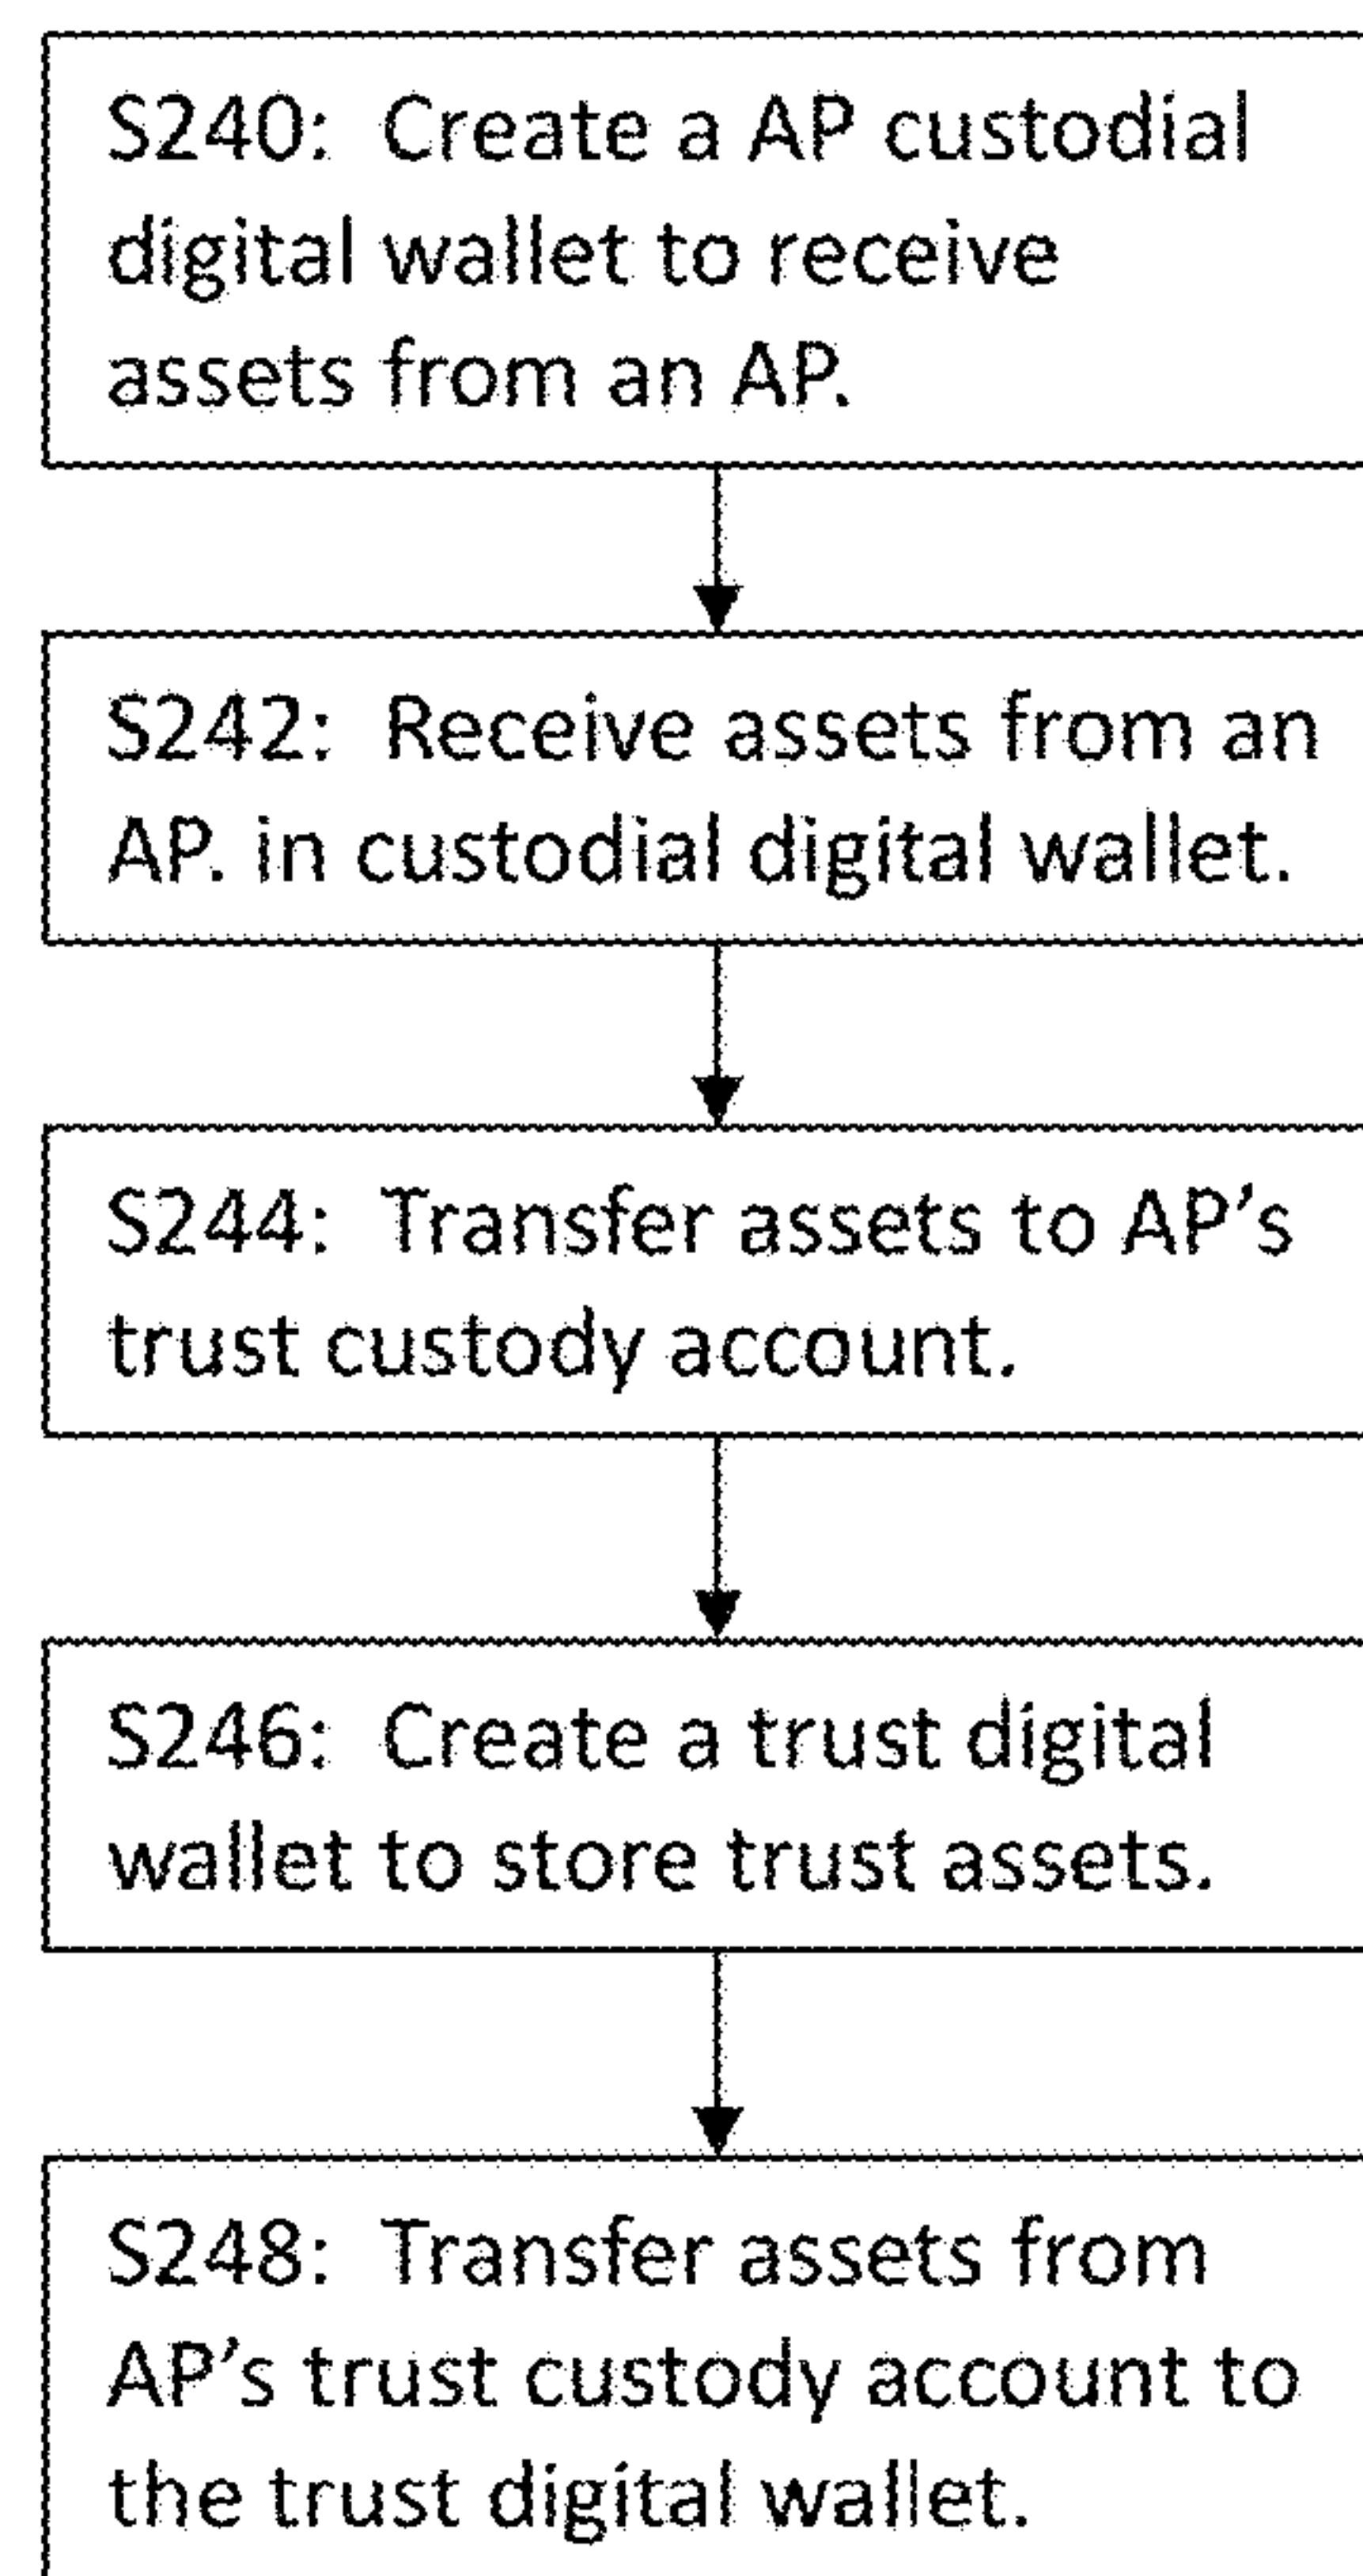 S240:  Create a AP custodial
digital wallet to receive
assets from an AP.
S242:  Receive assets from an
AP. in custodial digital wallet.
S244:  Transfer assets to AP’s
trust custody account.
S246:  Create a trust digital
wallet to store trust assets.
S248:  Transfer assets from
AP’s trust custody account to
the trust digital wallet.